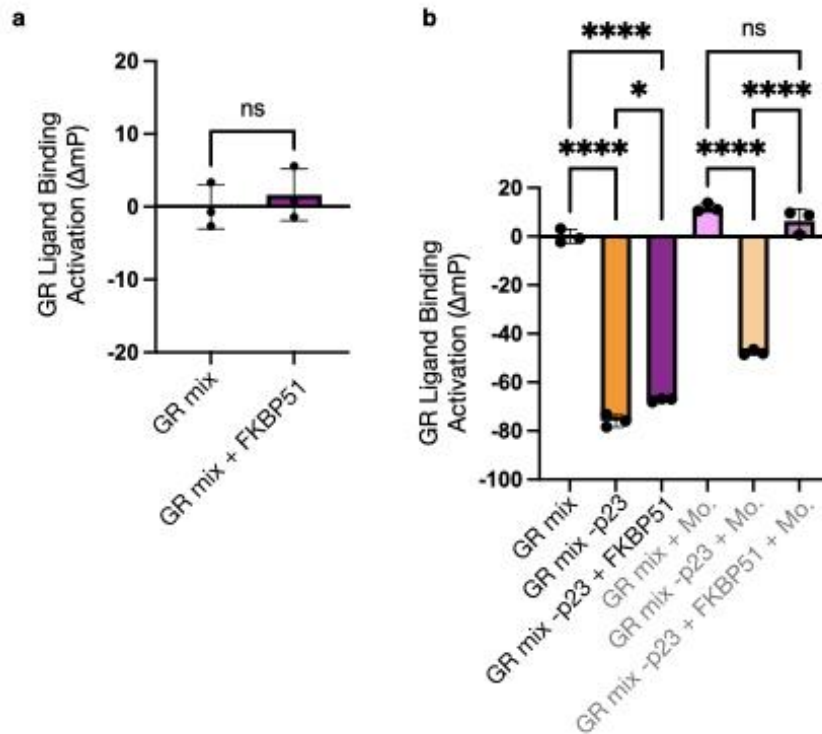 a
GR Ligand Binding
Activation (ΔmP)
20
10
0
-10
-20
ns
GR mix
GR mix + FKBP51
b
GR Ligand Binding
Activation (ΔmP)
20
0
-20
-40
-60
-80
-100
****
ns
*
****
****
****
GR mix
GR mix -p23
GR mix -p23 + FKBP51
GR mix + Mo.
GR mix -p23 + Mo.
GR mix -p23 + FKBP51 + Mo.